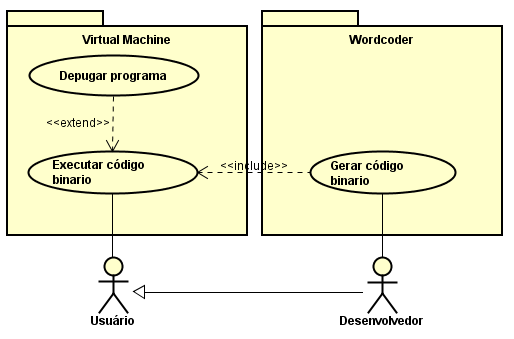 Virtual Machine
Wordcoder
Depugar programa
<<extend>>
Executar código
binario
<<include>>
Gerar código
binario
Usuário
Desenvolvedor